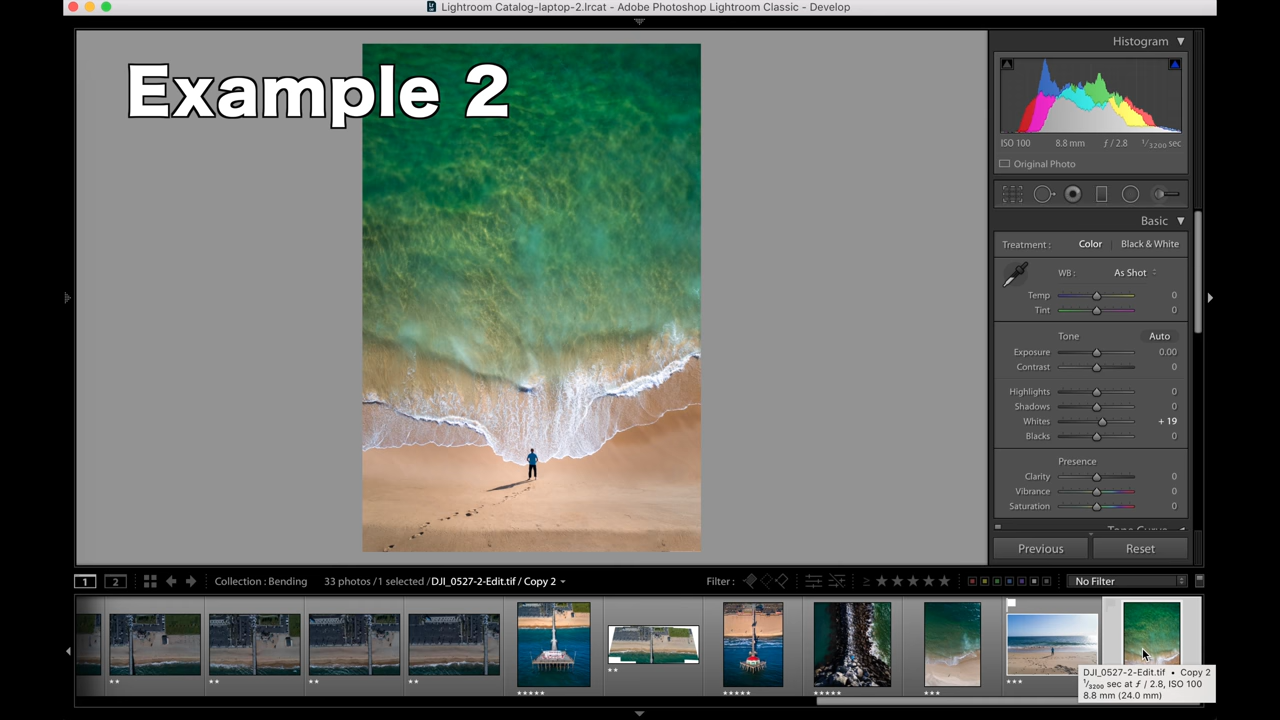 Lightroom Catalog-laptop-2.lrcat - Adobe Photoshop Lightroom Classic - Develop
Example 2
Histogram
ISO 100 8.8 mm ƒ / 2.8 1/3200 sec
Original Photo
Basic
Treatment : Color Black & White
WB : As Shot
Temp 0
Tint 0
Tone Auto
Exposure 0.00
Contrast 0
Highlights 0
Shadows 0
Whites + 19
Blacks 0
Presence
Clarity 0
Vibrance 0
Saturation 0
Previous Reset
1 2 Collection : Bending 33 photos / 1 selected / DJI_0527-2-Edit.tif / Copy 2 Filter : No Filter
DJI_0527-2-Edit.tif • Copy 2
1/3200 sec at ƒ / 2.8, ISO 100
8.8 mm (24.0 mm)